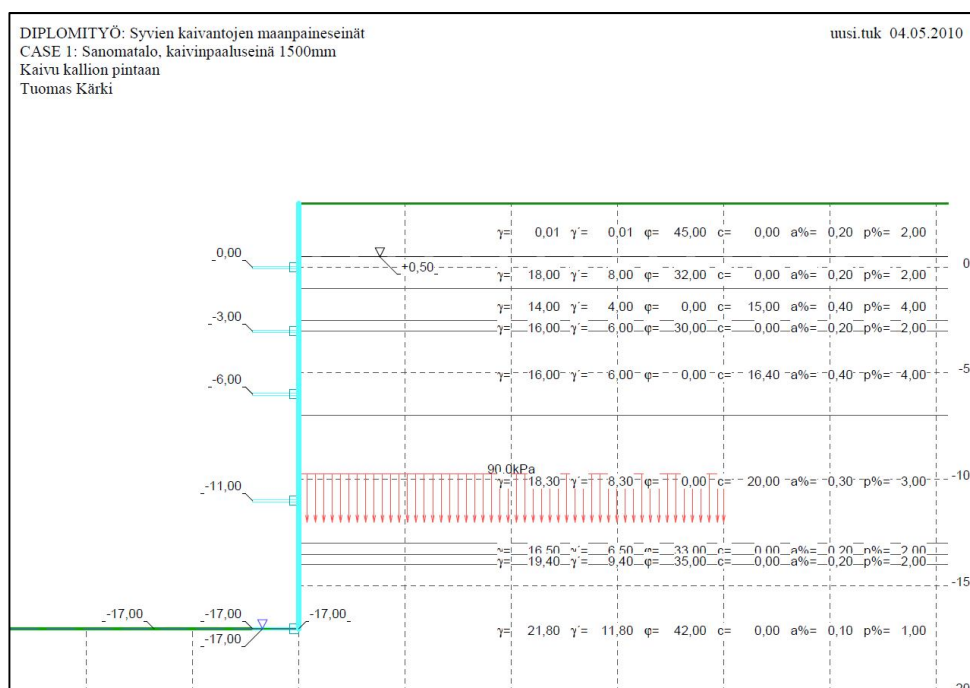 DIPLOMITYÖ: Syvien kaivantojen maanpaineseinät uusi.tuk 04.05.2010
CASE 1: Sanomatalo, kaivinpaaluseinä 1500mm
Kaivu kallion pintaan
Tuomas Kärki
γ= 0,01 γ'= 0,01 φ= 45,00 c= 0,00 a%= 0,20 p%= 2,00
0,00
+0,50
0
γ= 18,00 γ'= 8,00 φ= 32,00 c= 0,00 a%= 0,20 p%= 2,00
γ= 14,00 γ'= 4,00 φ= 0,00 c= 15,00 a%= 0,40 p%= 4,00
-3,00
γ= 16,00 γ'= 6,00 φ= 30,00 c= 0,00 a%= 0,20 p%= 2,00
-6,00
γ= 16,00 γ'= 6,00 φ= 0,00 c= 16,40 a%= 0,40 p%= 4,00
-5
90.0kPa
-11,00
γ= 18,30 γ'= 8,30 φ= 0,00 c= 20,00 a%= 0,30 p%= 3,00
-10
γ= 16,50 γ'= 6,50 φ= 33,00 c= 0,00 a%= 0,20 p%= 2,00
γ= 19,40 γ'= 9,40 φ= 35,00 c= 0,00 a%= 0,20 p%= 2,00
-15
-17,00 -17,00 -17,00
-17,00
γ= 21,80 γ'= 11,80 φ= 42,00 c= 0,00 a%= 0,10 p%= 1,00
-20